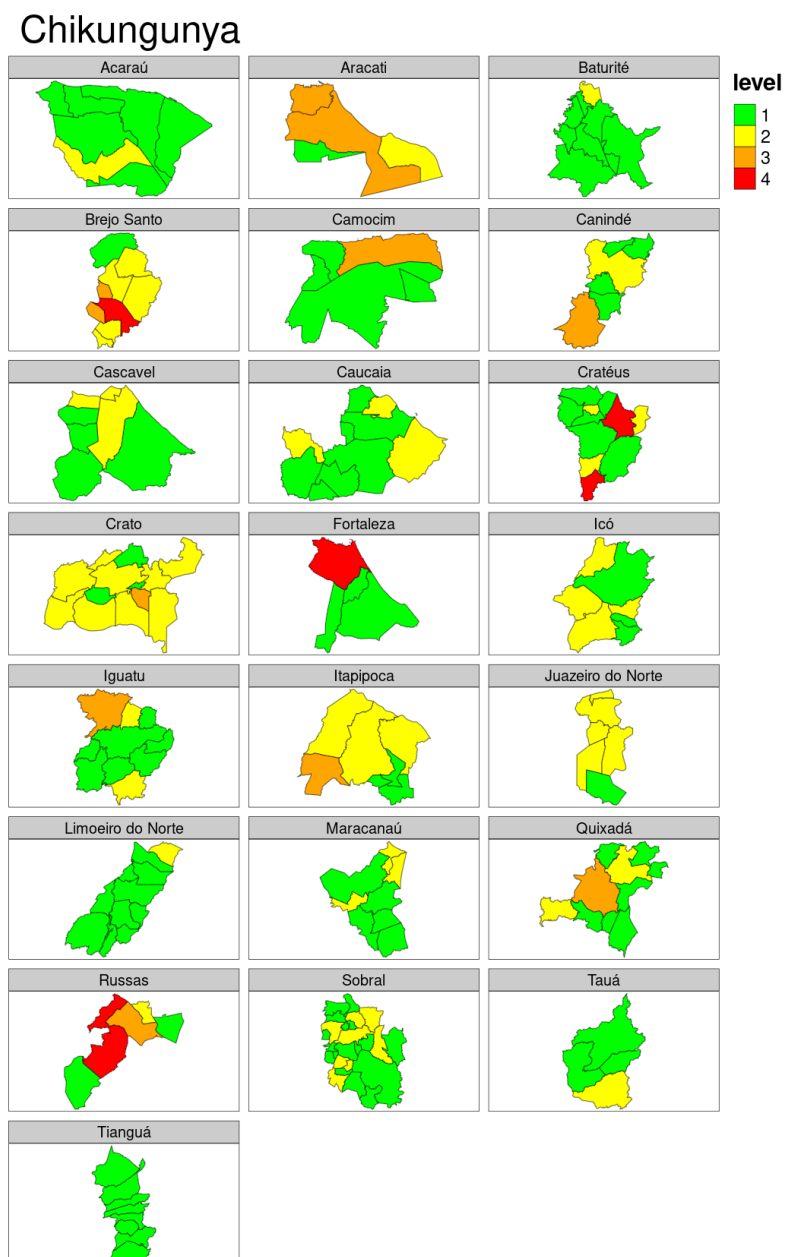 Chikungunya
Acaraú
Aracati
Baturité
level
1
2
3
4
Brejo Santo
Camocim
Canindé
Cascavel
Caucaia
Cratéus
Crato
Fortaleza
Icó
Iguatu
Itapipoca
Juazeiro do Norte
Limoeiro do Norte
Maracanaú
Quixadá
Russas
Sobral
Tauá
Tianguá